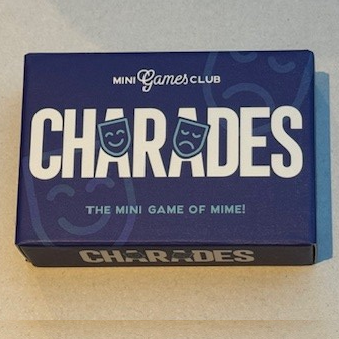 MINI Games CLUB
CHARADES
THE MINI GAME OF MIME!
CHARADES